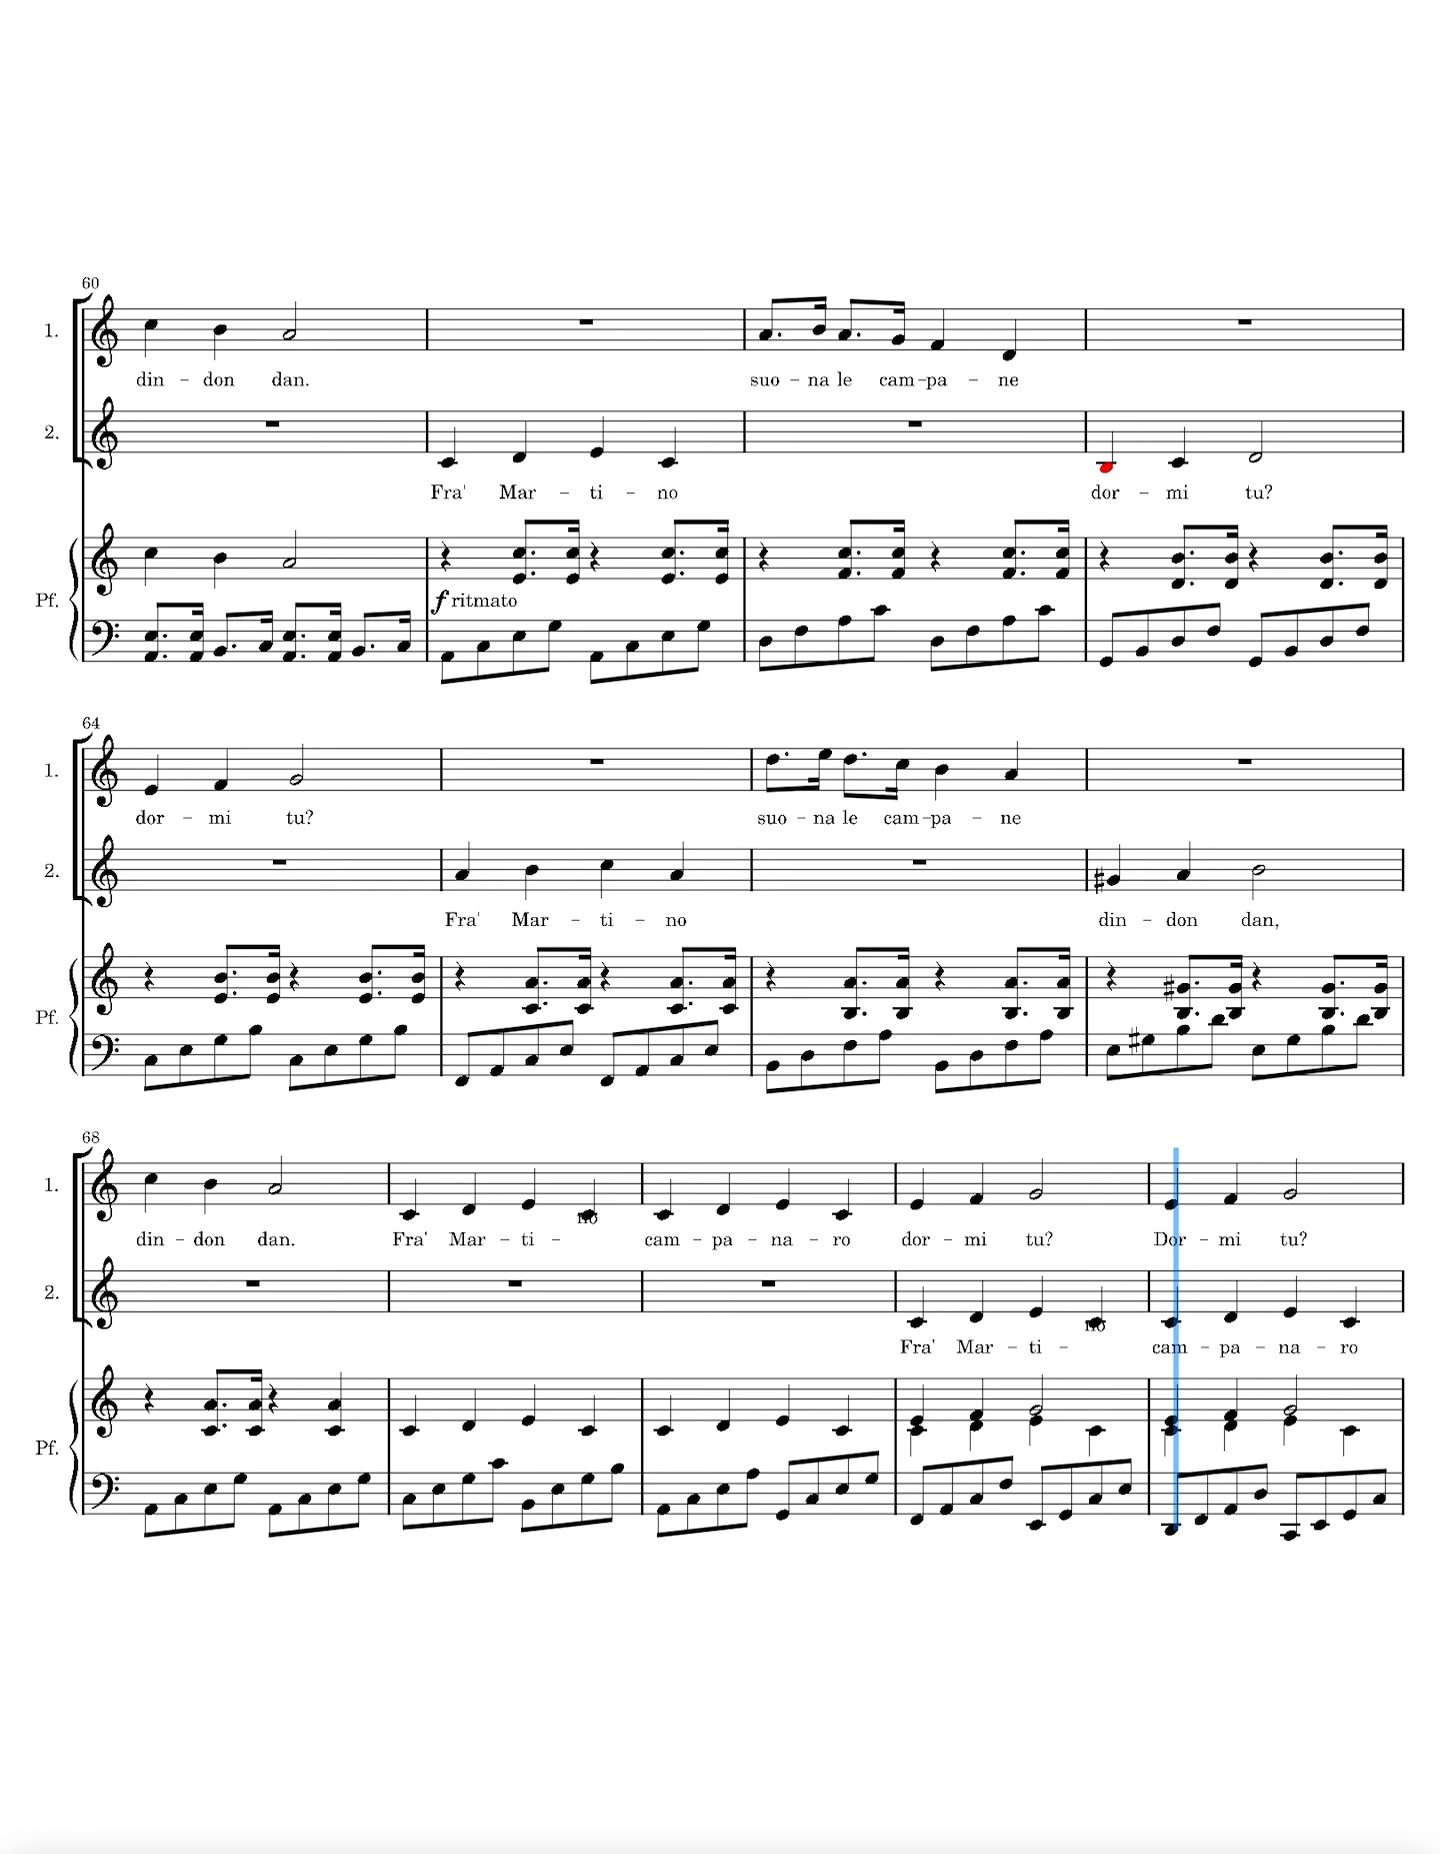 60
1.
din – don dan. suo – na le cam – pa – ne
2.
Fra' Mar – ti – no dor – mi tu?
Pf.
f ritmato
64
1.
dor – mi tu? suo – na le cam – pa – ne
2.
Fra' Mar – ti – no din – don dan,
Pf.
68
1.
din – don dan. Fra' Mar – ti – no cam – pa – na – ro dor – mi tu? Dor – mi tu?
2.
Fra' Mar – ti – no cam – pa – na – ro
Pf.